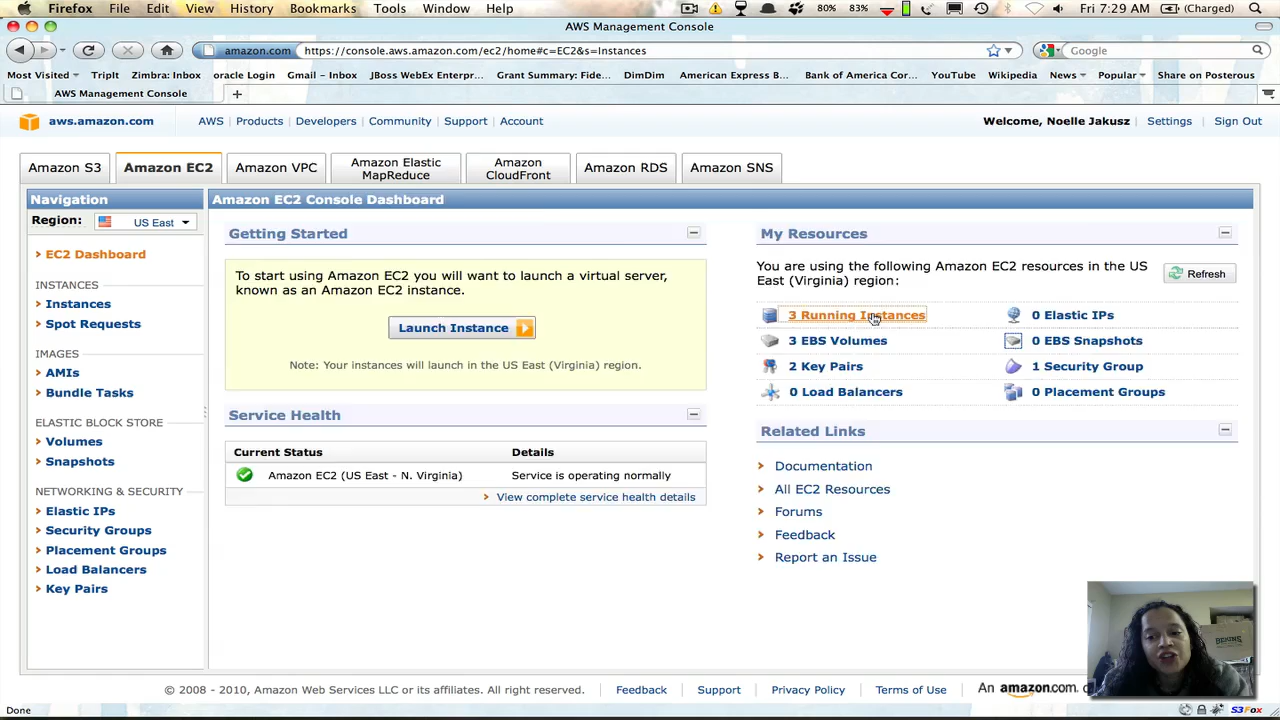 Firefox File Edit View History Bookmarks Tools Window Help 80% 83% Fri 7:29 AM (Charged)
AWS Management Console
amazon.com https://console.aws.amazon.com/ec2/home#c=EC2&s=Instances Google
Most Visited TripIt Zimbra: Inbox oracle Login Gmail – Inbox JBoss WebEx Enterpr... Grant Summary: Fide... DimDim American Express B... Bank of America Cor... YouTube Wikipedia News Popular Share on Posterous
AWS Management Console +
aws.amazon.com AWS Products Developers Community Support Account Welcome, Noelle Jakusz Settings Sign Out
Amazon S3 Amazon EC2 Amazon VPC Amazon Elastic MapReduce Amazon CloudFront Amazon RDS Amazon SNS
Navigation
Region: US East
EC2 Dashboard
INSTANCES
Instances
Spot Requests
IMAGES
AMIs
Bundle Tasks
ELASTIC BLOCK STORE
Volumes
Snapshots
NETWORKING & SECURITY
Elastic IPs
Security Groups
Placement Groups
Load Balancers
Key Pairs
Amazon EC2 Console Dashboard
Getting Started
To start using Amazon EC2 you will want to launch a virtual server,
known as an Amazon EC2 instance.
Launch Instance
Note: Your instances will launch in the US East (Virginia) region.
Service Health
Current Status Details
Amazon EC2 (US East - N. Virginia) Service is operating normally
View complete service health details
My Resources
You are using the following Amazon EC2 resources in the US
East (Virginia) region:
Refresh
3 Running Instances 0 Elastic IPs
3 EBS Volumes 0 EBS Snapshots
2 Key Pairs 1 Security Group
0 Load Balancers 0 Placement Groups
Related Links
Documentation
All EC2 Resources
Forums
Feedback
Report an Issue
BEKINS
© 2008 - 2010, Amazon Web Services LLC or its affiliates. All right reserved. Feedback Support Privacy Policy Terms of Use An amazon.com
Done S3Fox